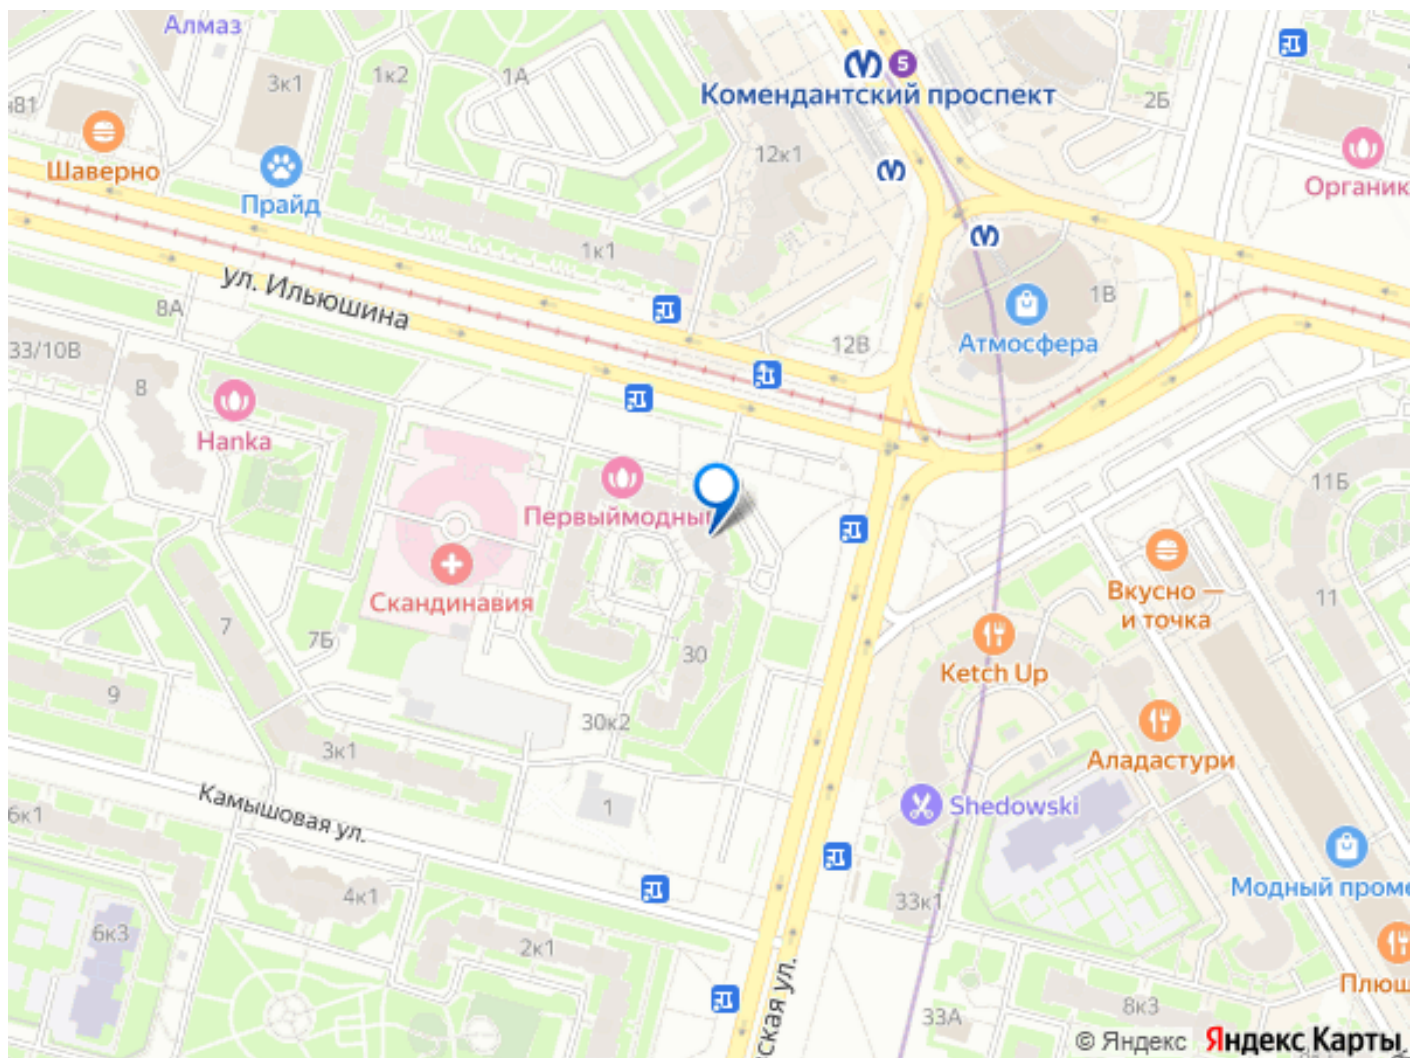 Алмаз
3к1
1к2
1А
5
Комендантский проспект
2Б
Шаверно
Прайд
12к1
Органик
1к1
ул. Ильюшина
8А
1В
Атмосфера
12В
33/10В
8
Hanka
Первыймодный
11Б
Скандинавия
Вкусно —
и точка
11
7
7Б
30
Ketch Up
9
30к2
3к1
Аладастури
Камышовая ул.
1
Shedowski
6к1
Модный проме
4к1
33к1
6к3
2к1
Плюш
ская ул.
8к3
33А
© Яндекс
Яндекс Карты